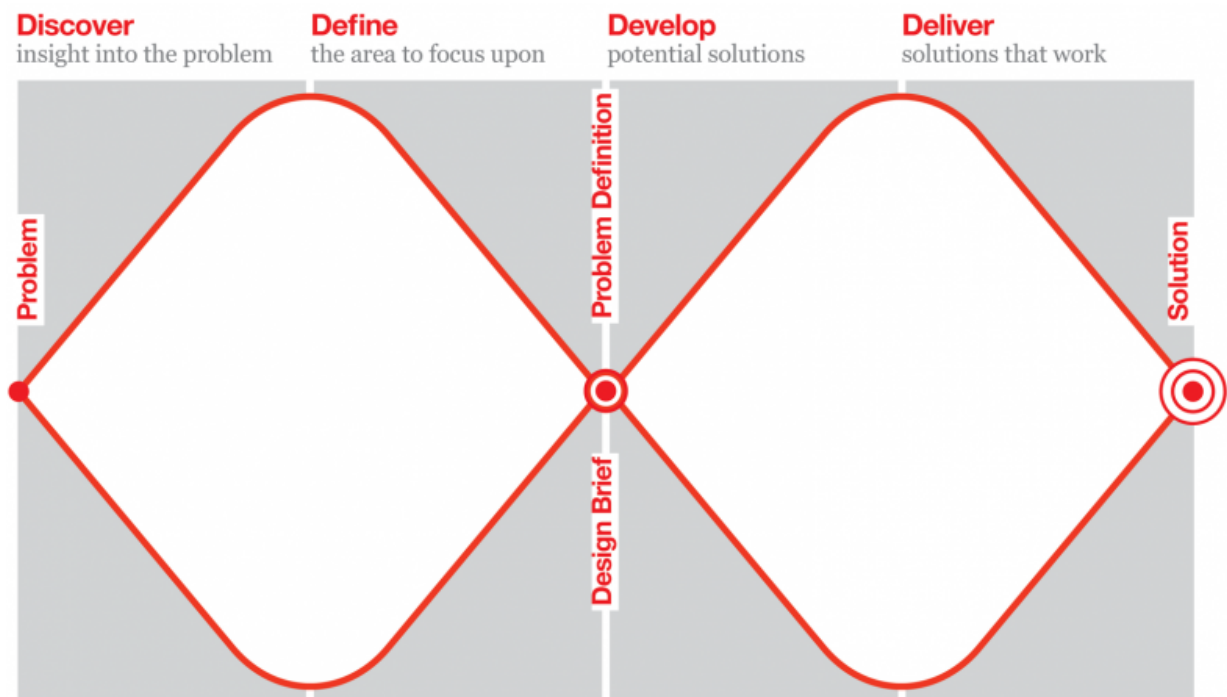 Discover
insight into the problem
Define
the area to focus upon
Develop
potential solutions
Deliver
solutions that work
Problem
Problem Definition
Design Brief
Solution